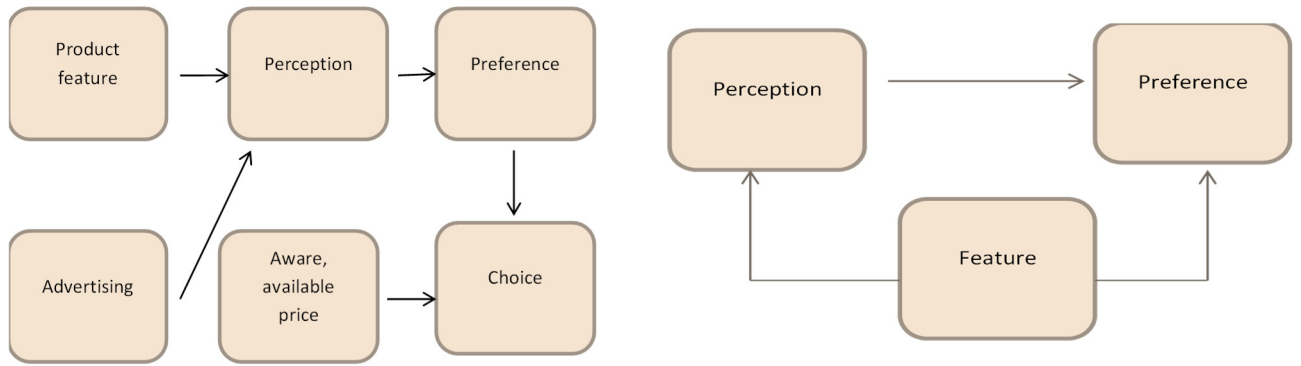 Product
feature
Perception
Preference
Advertising
Aware,
available
price
Choice
Perception
Preference
Feature